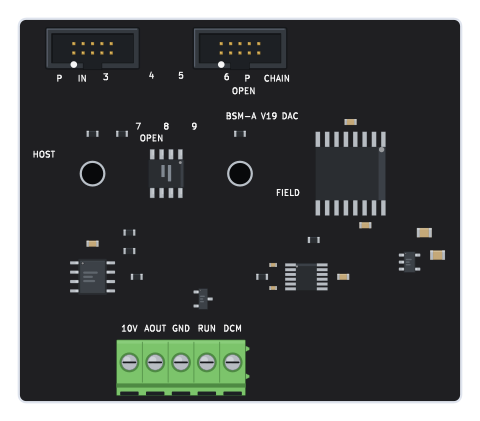 P IN 3 4 5 6 P CHAIN
OPEN
BSM-A V19 DAC
7 8 9
OPEN
HOST
FIELD
10V AOUT GND RUN DCM